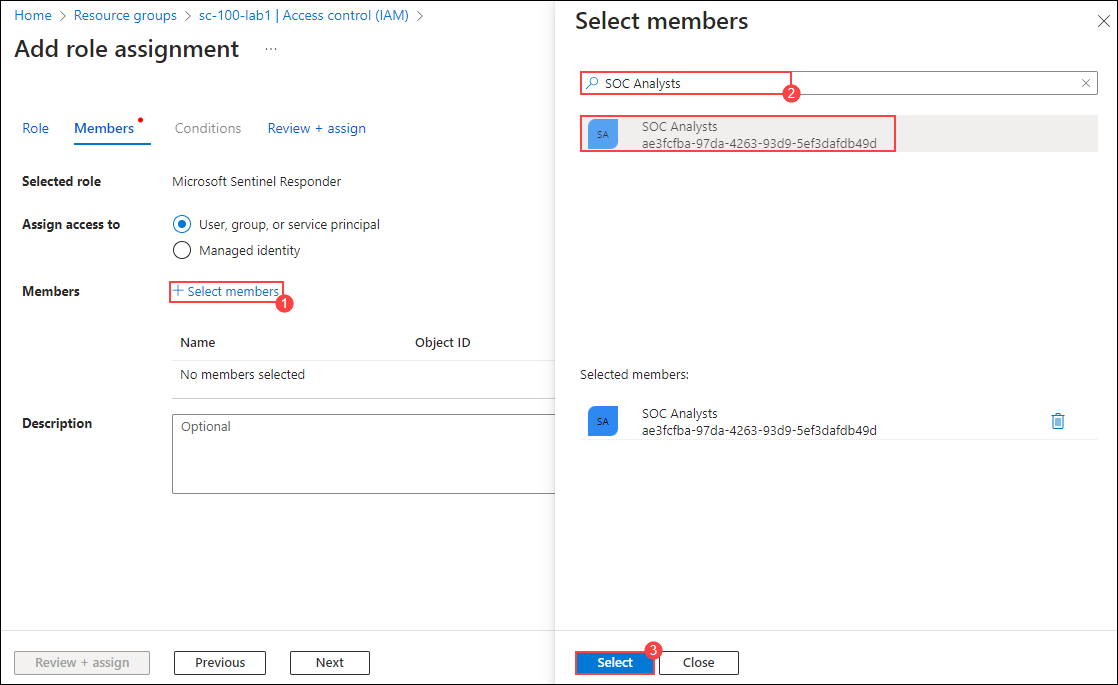 Home > Resource groups > sc-100-lab1 | Access control (IAM) >
Add role assignment ...
Role Members Conditions Review + assign
Selected role Microsoft Sentinel Responder
Assign access to User, group, or service principal
Managed identity
Members + Select members
1
Name Object ID
No members selected
Description Optional
Review + assign Previous Next
Select members
SOC Analysts
2
SA SOC Analysts
ae3fcfba-97da-4263-93d9-5ef3dafdb49d
Selected members:
SA SOC Analysts
ae3fcfba-97da-4263-93d9-5ef3dafdb49d
3
Select Close